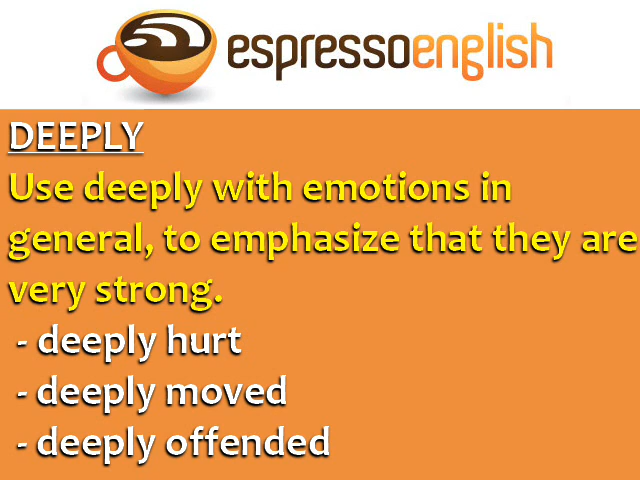 espressoenglish
DEEPLY
Use deeply with emotions in
general, to emphasize that they are
very strong.
- deeply hurt
- deeply moved
- deeply offended